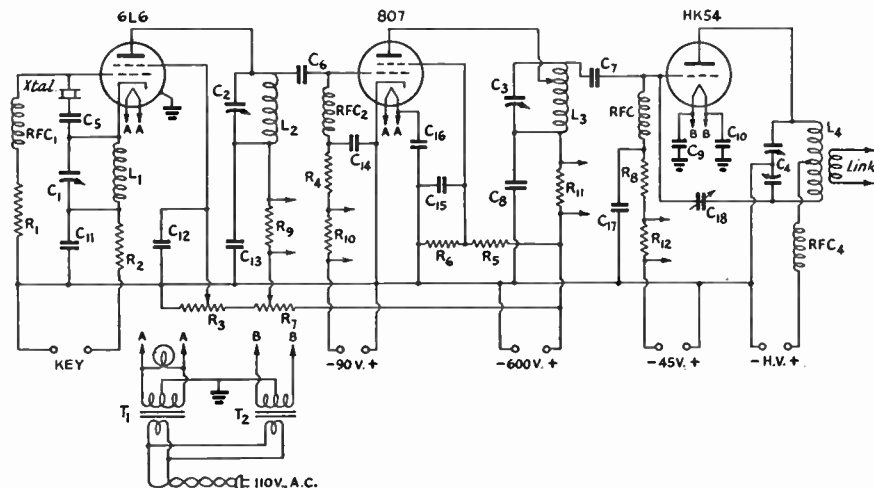 6L6 807 HK54
Xtal.
C5
A A
RFC1
C1
L1
R1
C11
R2
C12
C2
L2
R9
C13
C6
RFC2
C14
R4
R10
A A
C16
C15
R6 R5
C3
L3
C8
R11
C7
RFC
R8
C17
R12
B B
C9 C10
C18
C4
L4
Link
RFC4
R3 R7
KEY
-90 V. +
-600 V. +
-45 V. +
-H.V. +
A A B B
T1 T2
110 V. A.C.